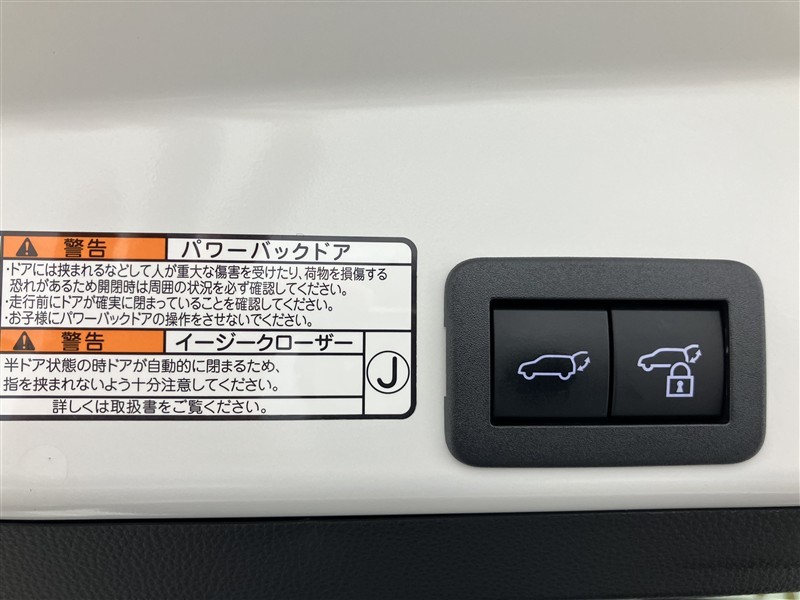 警告 パワーバックドア
・ドアには挟まれるなどして人が重大な傷害を受けたり、荷物を損傷する
恐れがあるため開閉時は周囲の状況を必ず確認してください。
・走行前にドアが確実に閉まっていることを確認してください。
・お子様にパワーバックドアの操作をさせないでください。
警告 イージークローザー
半ドア状態の時ドアが自動的に閉まるため、
指を挟まれないよう十分注意してください。
J
詳しくは取扱書をご覧ください。